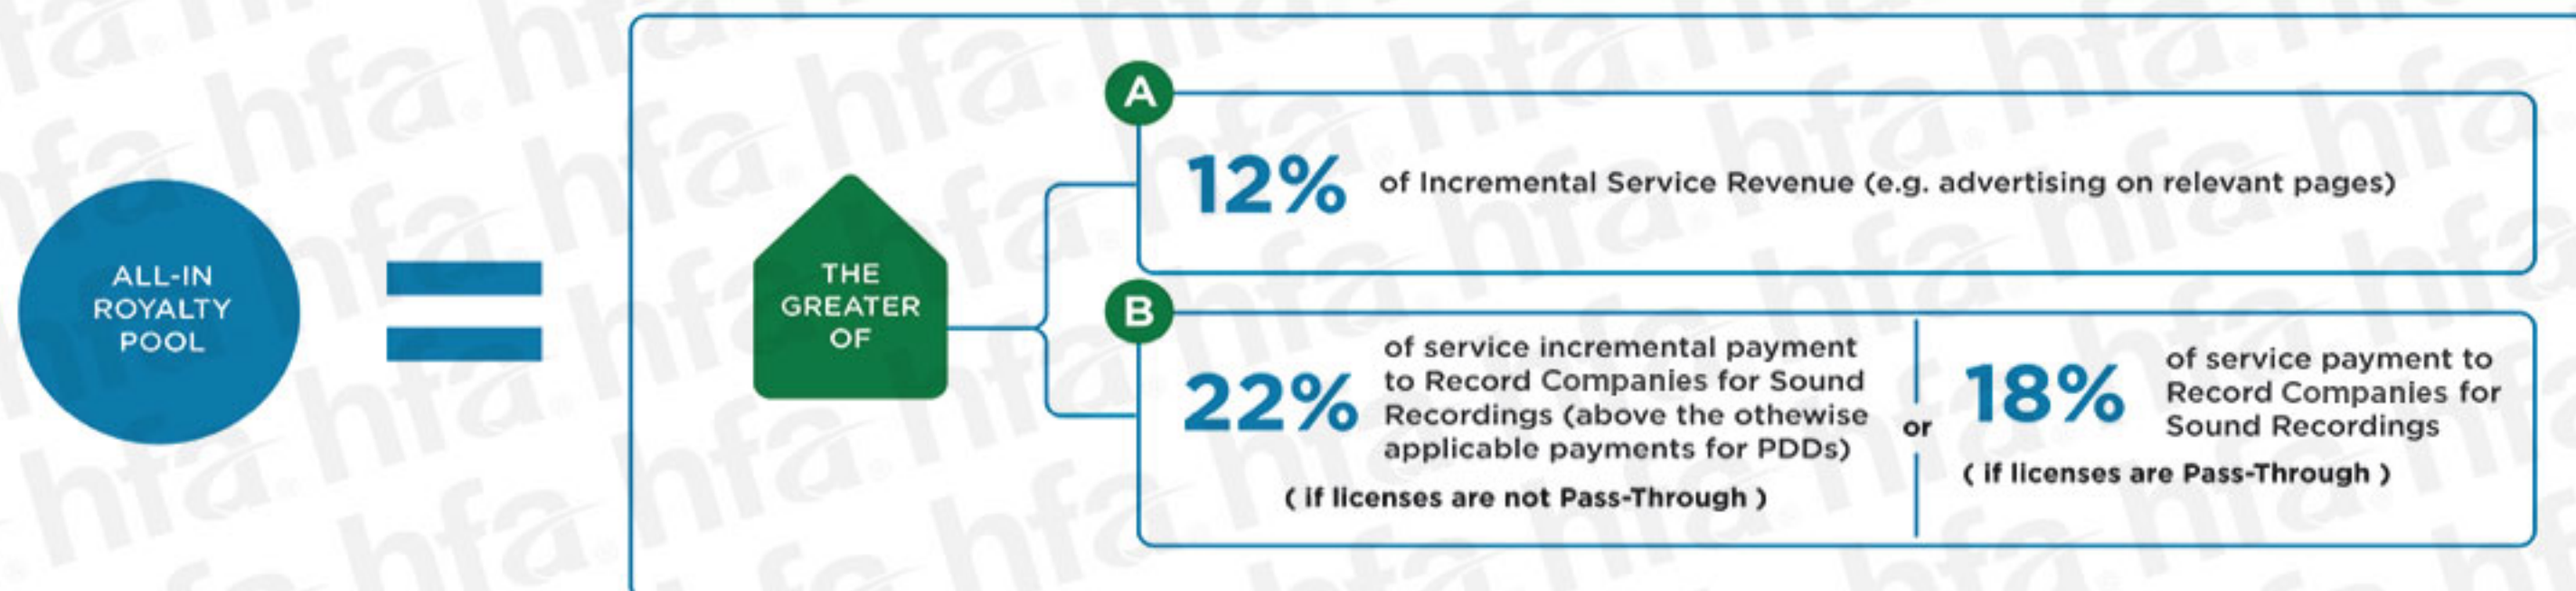 ALL-IN
ROYALTY
POOL
THE
GREATER
OF
A
12% of Incremental Service Revenue (e.g. advertising on relevant pages)
B
22%
of service incremental payment
to Record Companies for Sound
Recordings (above the othewise
applicable payments for PDDs)
( if licenses are not Pass-Through )
or
18%
of service payment to
Record Companies for
Sound Recordings
( if licenses are Pass-Through )